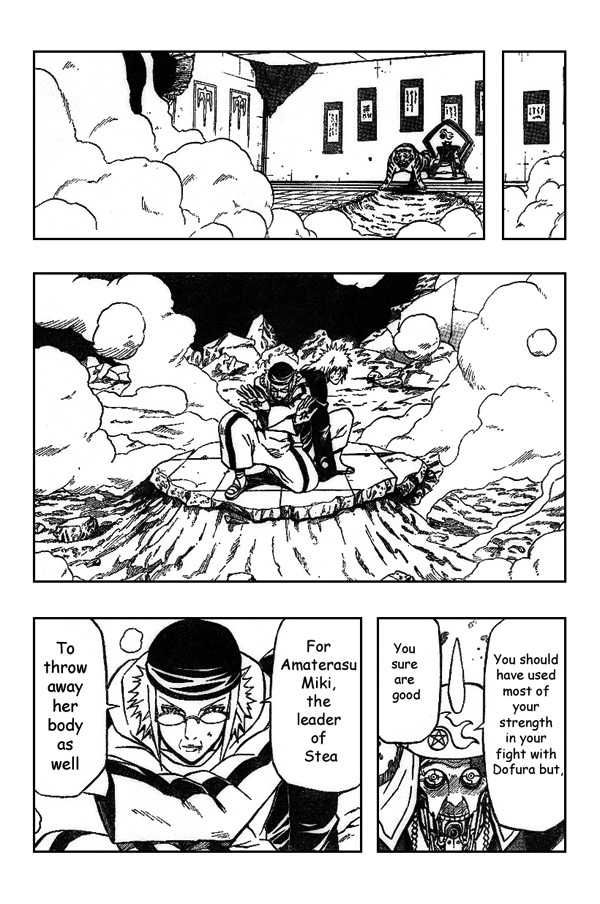 You should
have used
most of
your
strength
in your
fight with
Dofura but,
You
sure
are
good
For
Amaterasu
Miki,
the
leader
of
Stea
To
throw
away
her
body
as
well